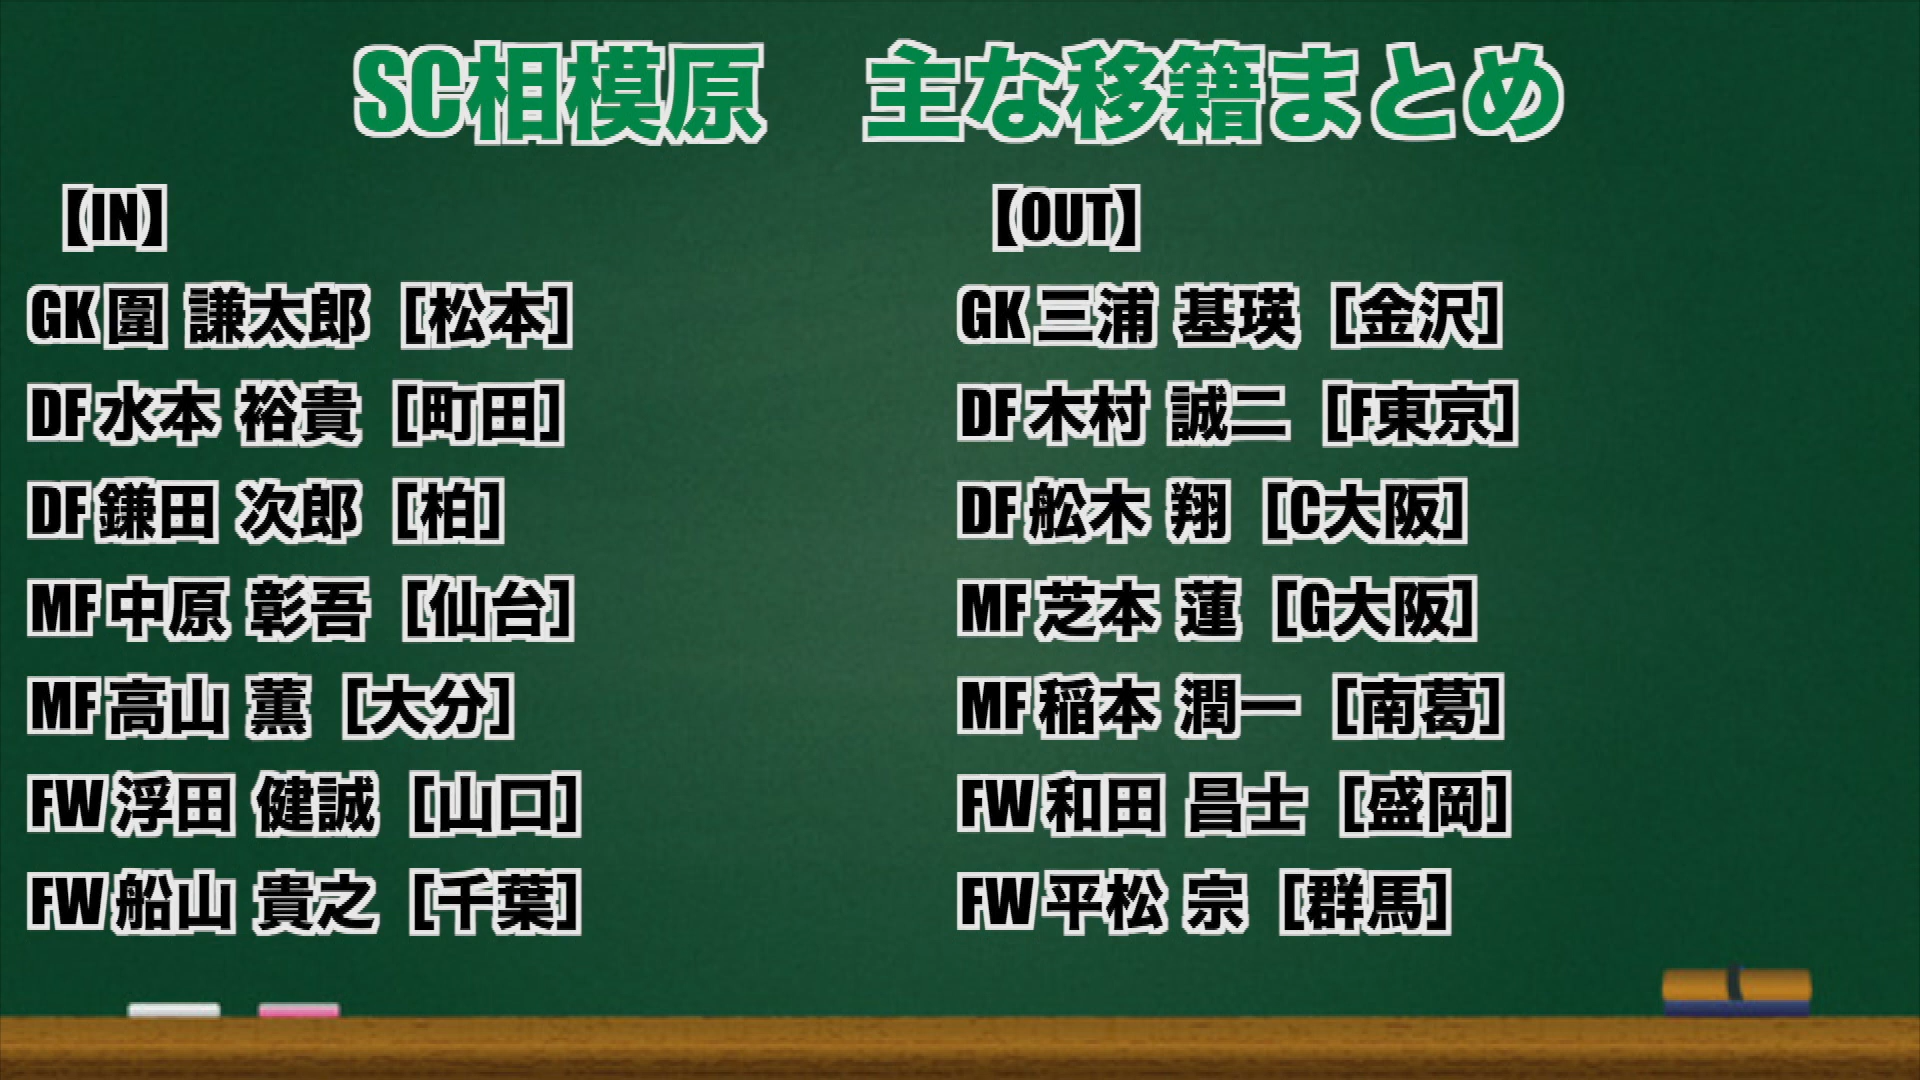 SC相模原　主な移籍まとめ
【IN】
GK 圍 謙太郎［松本］
DF 水本 裕貴［町田］
DF 鎌田 次郎［柏］
MF 中原 彰吾［仙台］
MF 高山 薫［大分］
FW 浮田 健誠［山口］
FW 船山 貴之［千葉］
【OUT】
GK 三浦 基瑛［金沢］
DF 木村 誠二［F東京］
DF 舩木 翔［C大阪］
MF 芝本 蓮［G大阪］
MF 稲本 潤一［南葛］
FW 和田 昌士［盛岡］
FW 平松 宗［群馬］